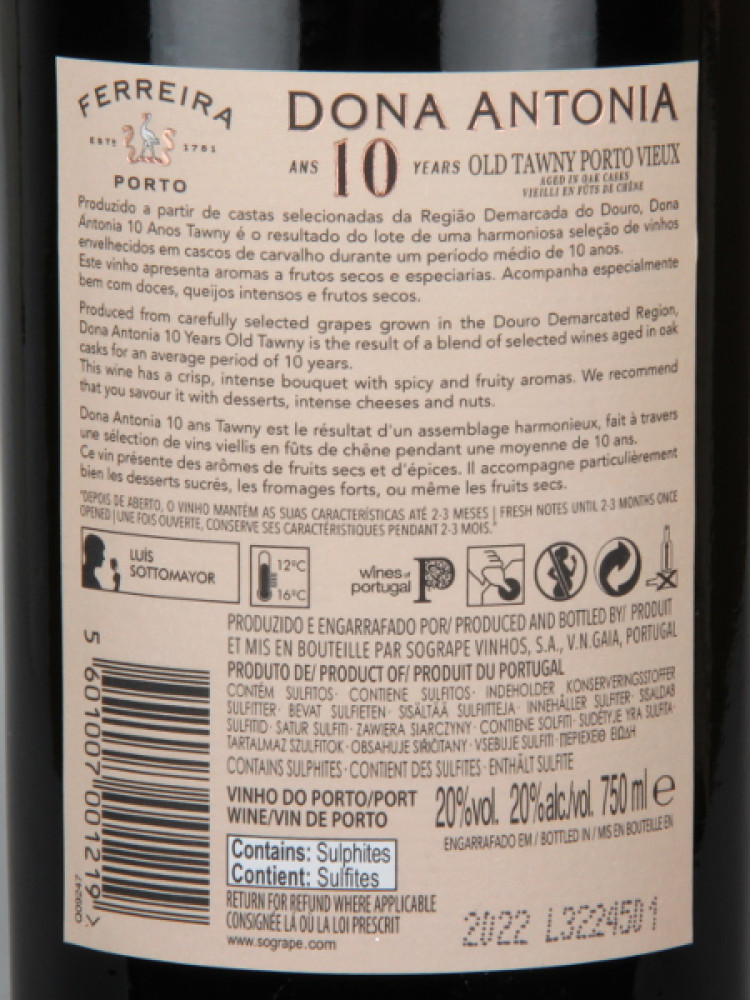 FERREIRA
ESTD 1751
PORTO
DONA ANTONIA
ANS 10 YEARS OLD TAWNY PORTO VIEUX
AGED IN OAK CASKS
VIEILLI EN FÛTS DE CHÊNE
Produzido a partir de castas selecionadas da Região Demarcada do Douro, Dona
Antonia 10 Anos Tawny é o resultado do lote de uma harmoniosa seleção de vinhos
envelhecidos em cascos de carvalho durante um período médio de 10 anos.
Este vinho apresenta aromas a frutos secos e especiarias. Acompanha especialmente
bem com doces, queijos intensos e frutos secos.
Produced from carefully selected grapes grown in the Douro Demarcated Region,
Dona Antonia 10 Years Old Tawny is the result of a blend of selected wines aged in oak
casks for an average period of 10 years.
This wine has a crisp, intense bouquet with spicy and fruity aromas. We recommend
that you savour it with desserts, intense cheeses and nuts.
Dona Antonia 10 ans Tawny est le résultat d'un assemblage harmonieux, fait à travers
une sélection de vins viellis en fûts de chêne pendant une moyenne de 10 ans.
Ce vin présente des arômes de fruits secs et d'épices. Il accompagne particulièrement
bien les desserts sucrés, les fromages forts, ou même les fruits secs.
"DEPOIS DE ABERTO, O VINHO MANTÉM AS SUAS CARACTERÍSTICAS ATÉ 2-3 MESES | FRESH NOTES UNTIL 2-3 MONTHS ONCE
OPENED | UNE FOIS OUVERTE, CONSERVE SES CARACTÉRISTIQUES PENDANT 2-3 MOIS."
LUÍS
SOTTOMAYOR
12ºC
16ºC
wines of
portugal
P
PRODUZIDO E ENGARRAFADO POR/ PRODUCED AND BOTTLED BY/ PRODUIT
ET MIS EN BOUTEILLE PAR SOGRAPE VINHOS, S.A., V.N.GAIA, PORTUGAL
PRODUTO DE/ PRODUCT OF/ PRODUIT DU PORTUGAL
CONTÉM SULFITOS· CONTIENE SULFITOS· INDEHOLDER KONSERVERINGSSTOFFER
SULFITTER· BEVAT SULFIETEN· SISÄLTÄÄ SULFIITTEJA· INNEHÅLLER SULFITER· SISALDAB
SULFITID· SATUR SULFITI· ZAWIERA SIARCZYNY· CONTIENE SOLFITI· SUDĖTYJE YRA SULFITA·
TARTALMAZ SZULFITOK· OBSAHUJE SIŘIČITANY· VSEBUJE SULFITI· ΠΕΡΙΕΧΕΙΘ ΕΙΩΔΗ
CONTAINS SULPHITES· CONTIENT DES SULFITES· ENTHÄLT SULFITE
VINHO DO PORTO/PORT
WINE/VIN DE PORTO
20%vol. 20%alc./vol. 750 ml e
ENGARRAFADO EM / BOTTLED IN / MIS EN BOUTEILLE EN
Contains: Sulphites
Contient: Sulfites
RETURN FOR REFUND WHERE APPLICABLE
CONSIGNÉE LÀ OÙ LA LOI PRESCRIT
www.sogrape.com
2022 L3224501
5 601007 001219 >
009247